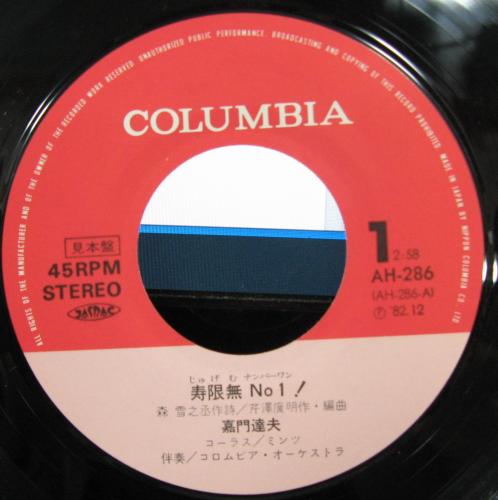 ALL RIGHTS OF THE MANUFACTURER AND OF THE OWNER OF THE RECORDED WORK RESERVED. UNAUTHORIZED PUBLIC PERFORMANCE, BROADCASTING AND COPYING OF THIS RECORD PROHIBITED MADE IN JAPAN BY NIPPON COLUMBIA CO. LTD
COLUMBIA
見本盤
45RPM
STEREO
JASRAC
1 2:58
AH-286
(AH-286-A)
Ⓟ '82.12
じゅげむ ナンバーワン
寿限無 No1!
森 雪之丞作詩/芹澤廣明作・編曲
嘉門達夫
コーラス/ミンツ
伴奏/コロムビア・オーケストラ